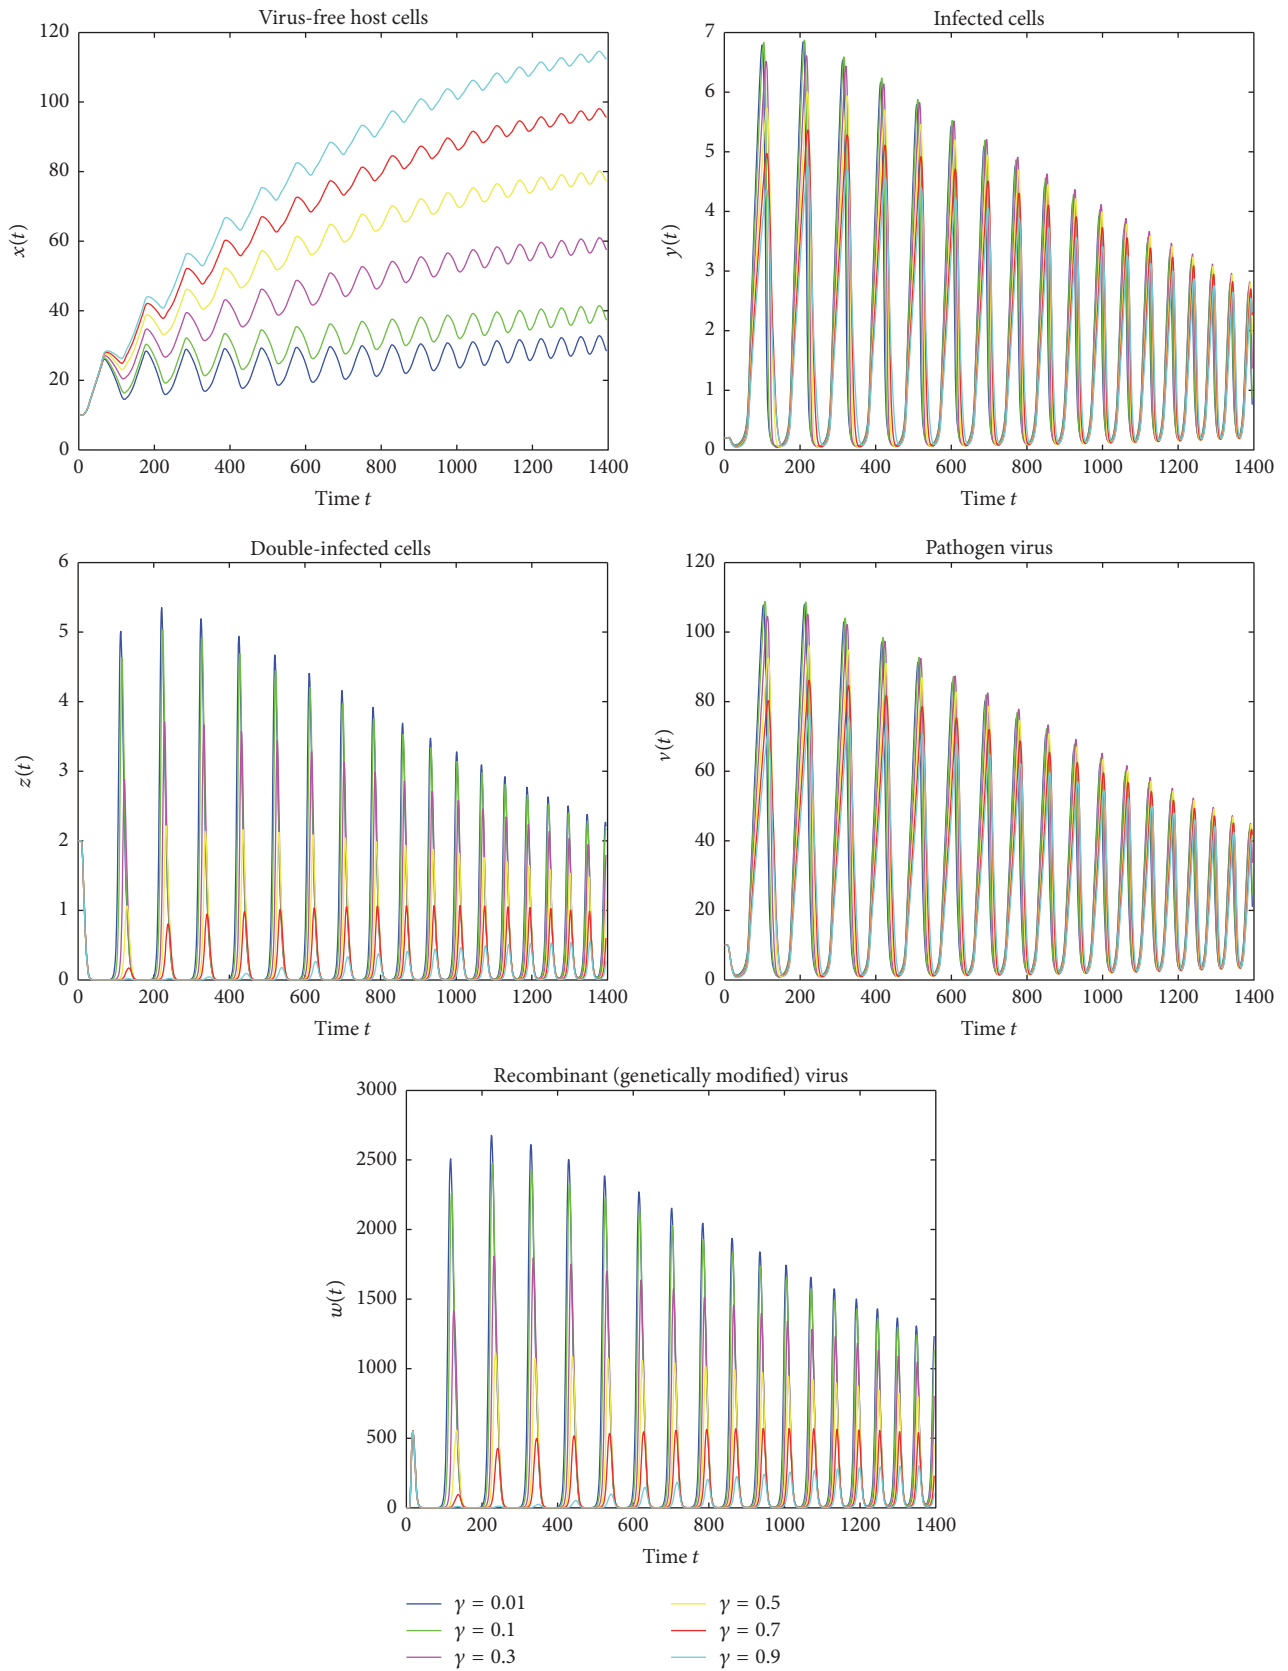 Virus-free host cells
120
100
80
60
40
20
0
x(t)
0 200 400 600 800 1000 1200 1400
Time t
Infected cells
7
6
5
4
3
2
1
0
y(t)
0 200 400 600 800 1000 1200 1400
Time t
Double-infected cells
6
5
4
3
2
1
0
z(t)
0 200 400 600 800 1000 1200 1400
Time t
Pathogen virus
120
100
80
60
40
20
0
v(t)
0 200 400 600 800 1000 1200 1400
Time t
Recombinant (genetically modified) virus
3000
2500
2000
1500
1000
500
0
w(t)
0 200 400 600 800 1000 1200 1400
Time t
γ = 0.01
γ = 0.1
γ = 0.3
γ = 0.5
γ = 0.7
γ = 0.9